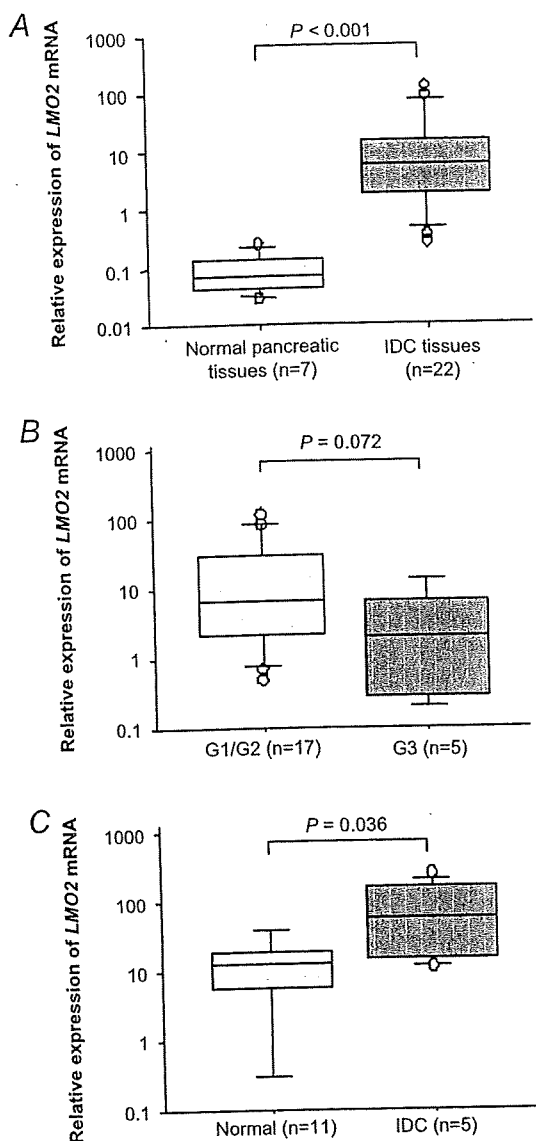 A
Relative expression of LMO2 mRNA
P < 0.001
1000
100
10
1
0.1
0.01
Normal pancreatic
tissues (n=7)
IDC tissues
(n=22)
B
Relative expression of LMO2 mRNA
P = 0.072
1000
100
10
1
0.1
G1/G2 (n=17)
G3 (n=5)
C
Relative expression of LMO2 mRNA
P = 0.036
1000
100
10
1
0.1
Normal (n=11)
IDC (n=5)